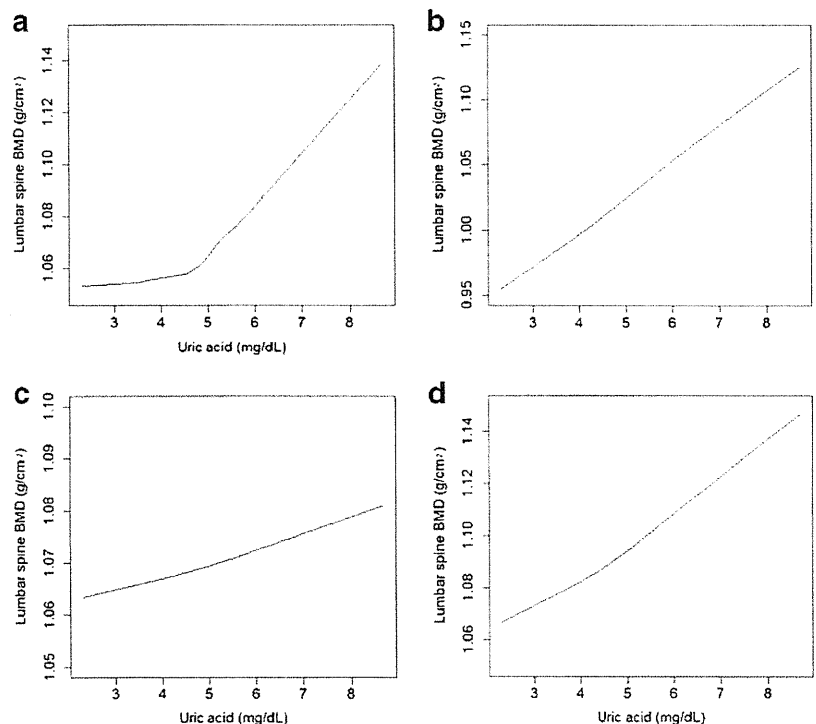 a
Lumbar spine BMD (g/cm²)
1.14
1.12
1.10
1.08
1.06
3 4 5 6 7 8
Uric acid (mg/dL)
b
Lumbar spine BMD (g/cm²)
1.15
1.10
1.05
1.00
0.95
3 4 5 6 7 8
Uric acid (mg/dL)
c
Lumbar spine BMD (g/cm²)
1.10
1.09
1.08
1.07
1.06
1.05
3 4 5 6 7 8
Uric acid (mg/dL)
d
Lumbar spine BMD (g/cm²)
1.14
1.12
1.10
1.08
1.06
3 4 5 6 7 8
Uric acid (mg/dL)